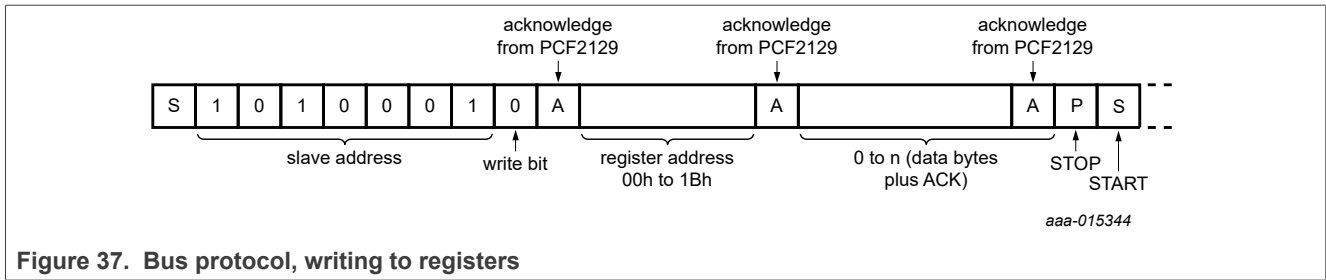 acknowledge
from PCF2129
acknowledge
from PCF2129
acknowledge
from PCF2129
S 1 0 1 0 0 0 1 0 A A A P S
slave address
write bit
register address
00h to 1Bh
0 to n (data bytes
plus ACK)
STOP
START
aaa-015344
Figure 37. Bus protocol, writing to registers